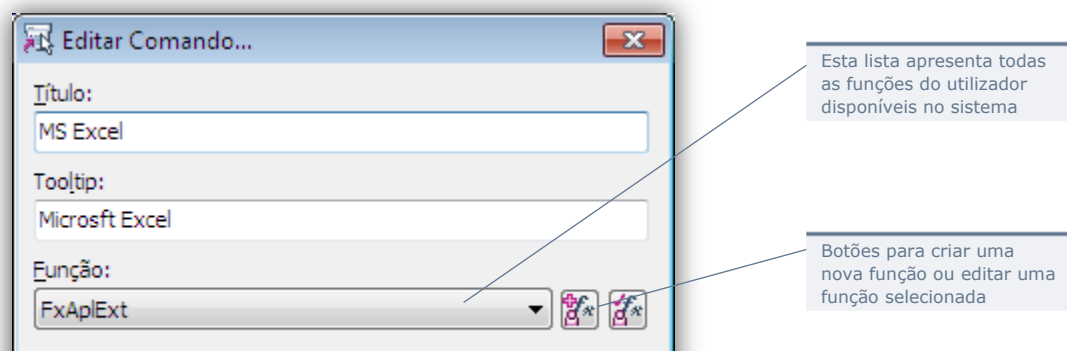 Editar Comando...
Título:
MS Excel
Tooltip:
Microsft Excel
Função:
FxAplExt
Esta lista apresenta todas
as funções do utilizador
disponíveis no sistema
Botões para criar uma
nova função ou editar uma
função selecionada